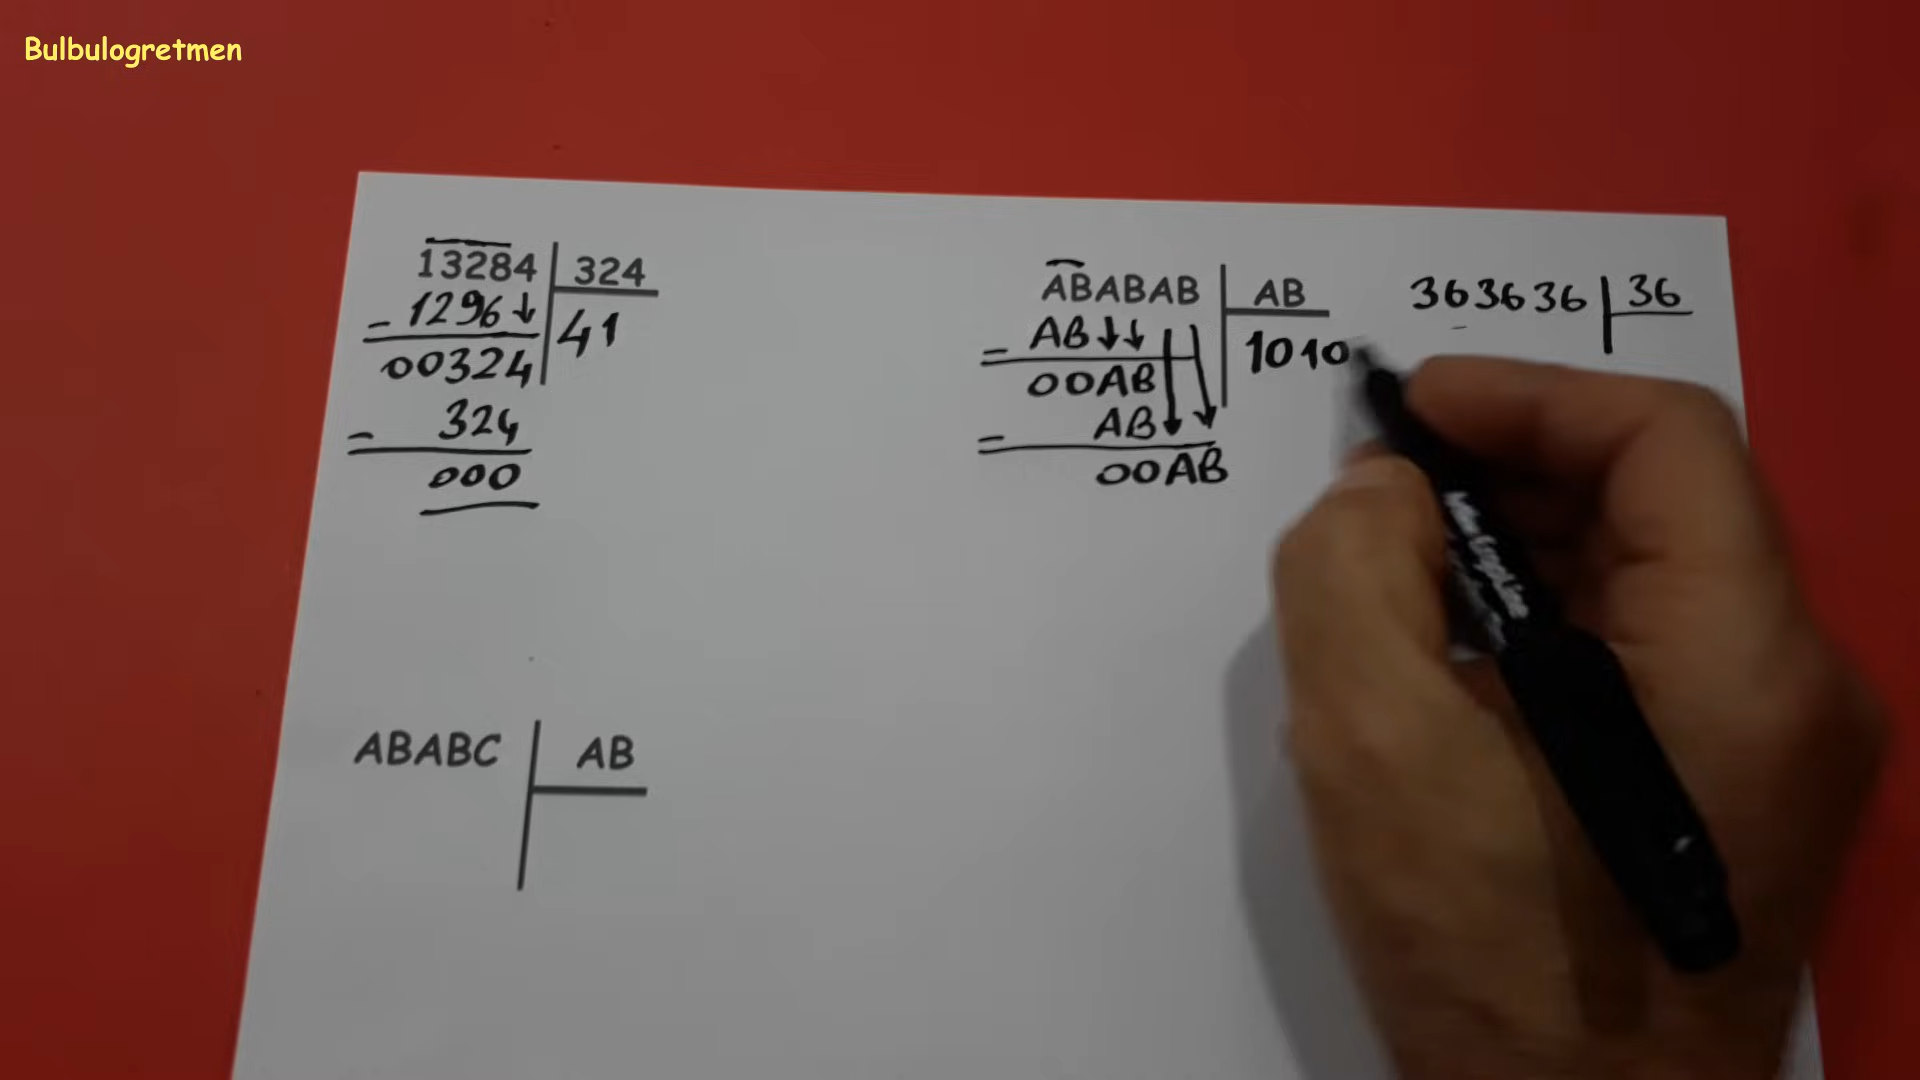 Bulbulogretmen
13284 324
- 1296 41
00324
- 324
000
ABABAB AB
- AB 1010
00AB
- AB
00AB
363636 36
ABABC AB